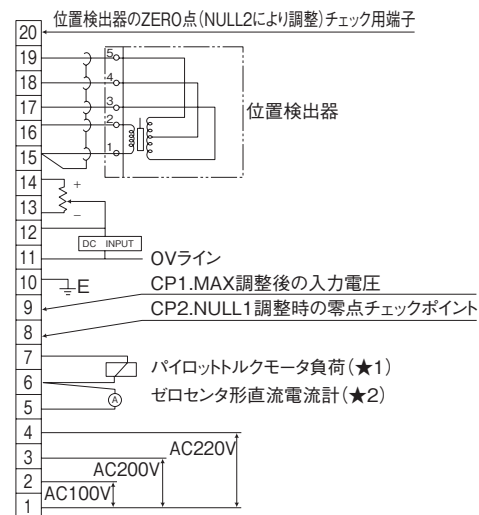 位置検出器のZERO点(NULL2により調整)チェック用端子
20
19
5
18
4
17
3
位置検出器
16
2
15
1
14
+
13
−
12
DC INPUT
11
OVライン
10
E
CP1.MAX調整後の入力電圧
9
CP2.NULL1調整時の零点チェックポイント
8
7
パイロットトルクモータ負荷(★1)
6
ゼロセンタ形直流電流計(★2)
A
5
4
AC220V
3
AC200V
2
AC100V
1